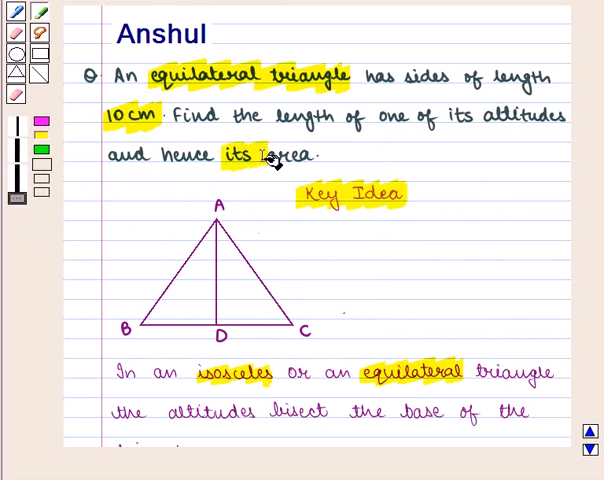 Anshul
Q. An equilateral triangle has sides of length
10 cm. Find the length of one of its altitudes
and hence its area.
Key Idea
A
B D C
In an isosceles or an equilateral triangle
the altitudes bisect the base of the